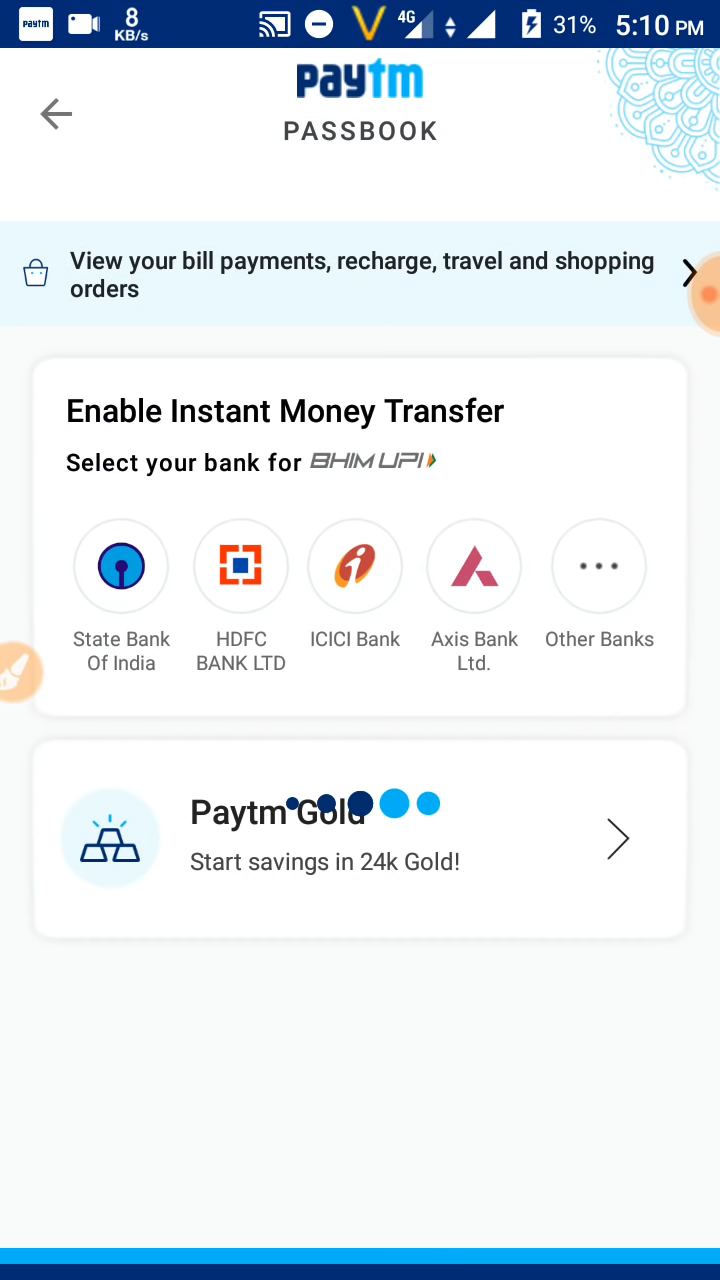 paytm 8 KB/s 4G 31% 5:10 PM
paytm
PASSBOOK
View your bill payments, recharge, travel and shopping
orders
Enable Instant Money Transfer
Select your bank for BHIM UPI
State Bank Of India
HDFC BANK LTD
ICICI Bank
Axis Bank Ltd.
Other Banks
Paytm Gold
Start savings in 24k Gold!